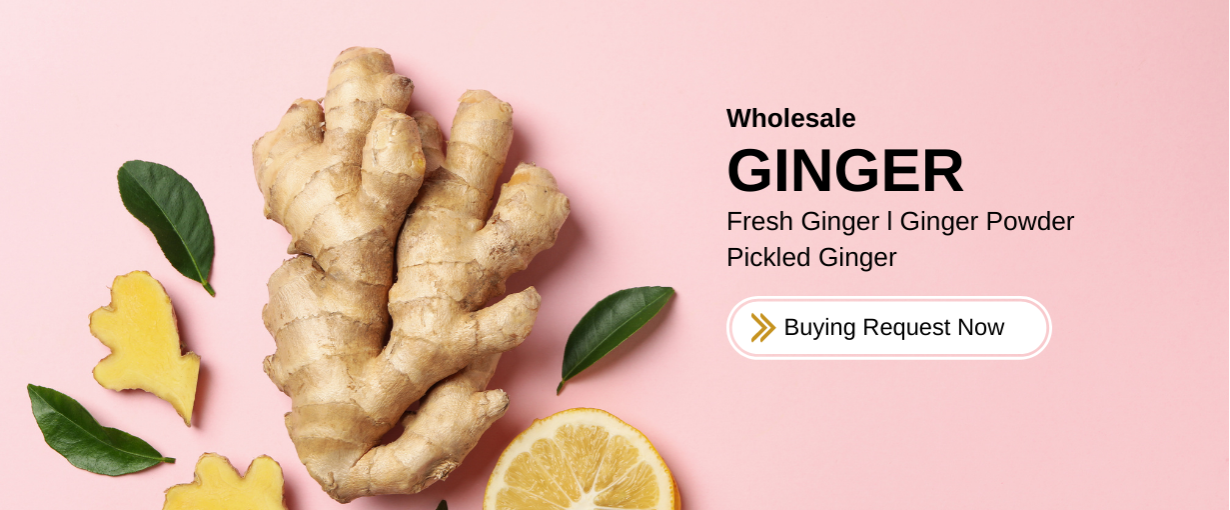 Wholesale
GINGER
Fresh Ginger l Ginger Powder
Pickled Ginger
Buying Request Now